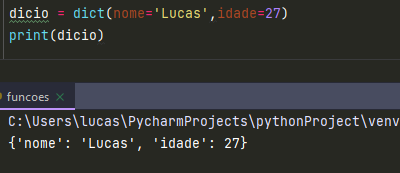 dicio = dict(nome='Lucas',idade=27)
print(dicio)
funcoes ×
C:\Users\lucas\PycharmProjects\pythonProject\venv
{'nome': 'Lucas', 'idade': 27}